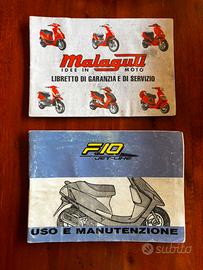 Malaguti
IDEE IN MOTO
LIBRETTO DI GARANZIA E DI SERVIZIO
F10
JET-LINE
USO E MANUTENZIONE
subito